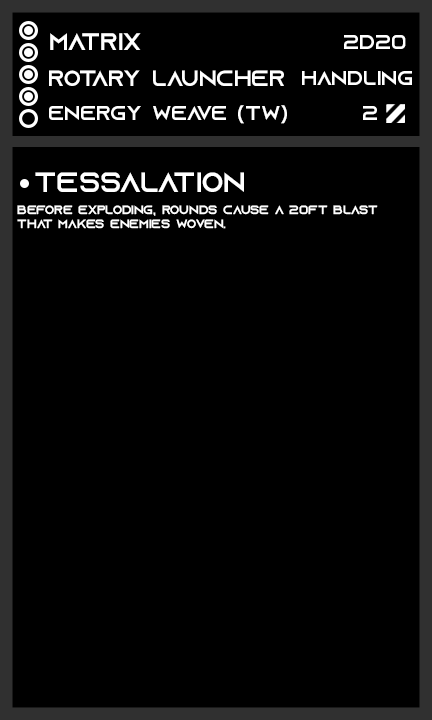 MATRIX 2D20
ROTARY LAUNCHER HANDLING
ENERGY WEAVE (TW) 2
TESSALATION
BEFORE EXPLODING, ROUNDS CAUSE A 20FT BLAST
THAT MAKES ENEMIES WOVEN.